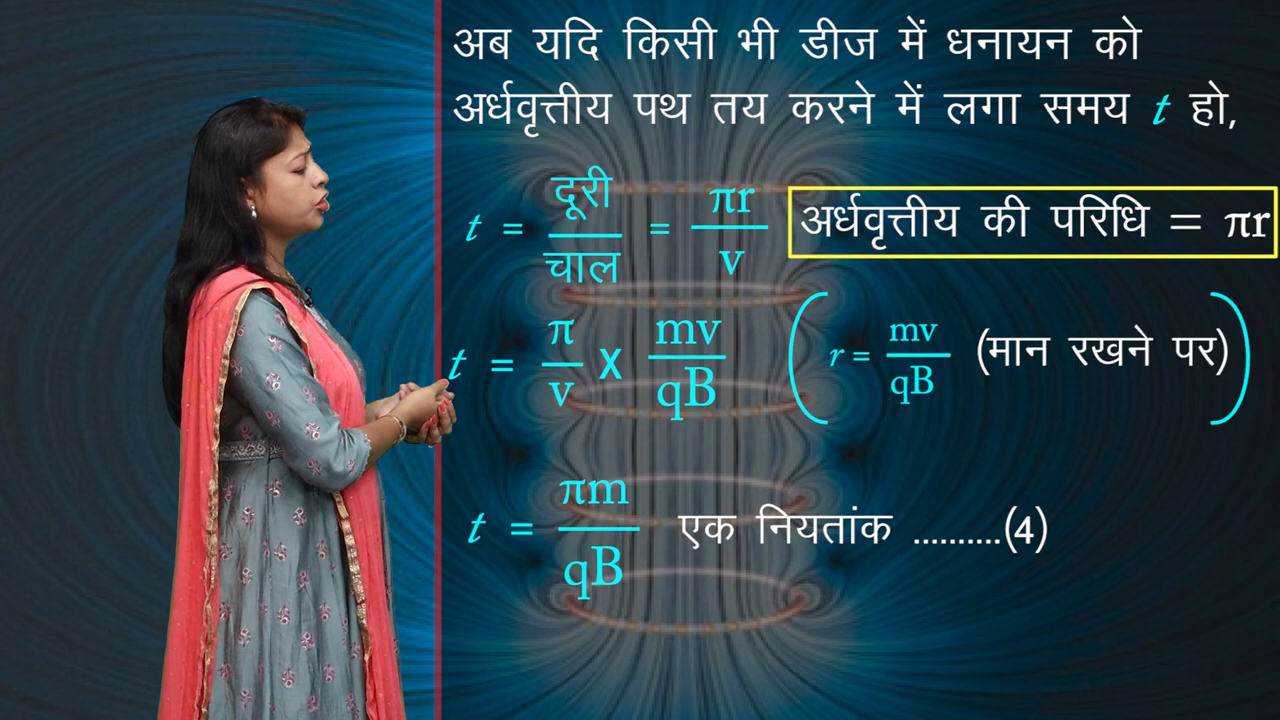 अब यदि किसी भी डीज में धनायन को
अर्धवृत्तीय पथ तय करने में लगा समय t हो,
t = दूरी/चाल = πr/v अर्धवृत्तीय की परिधि = πr
t = π/v x mv/qB (r = mv/qB (मान रखने पर))
t = πm/qB एक नियतांक ..........(4)